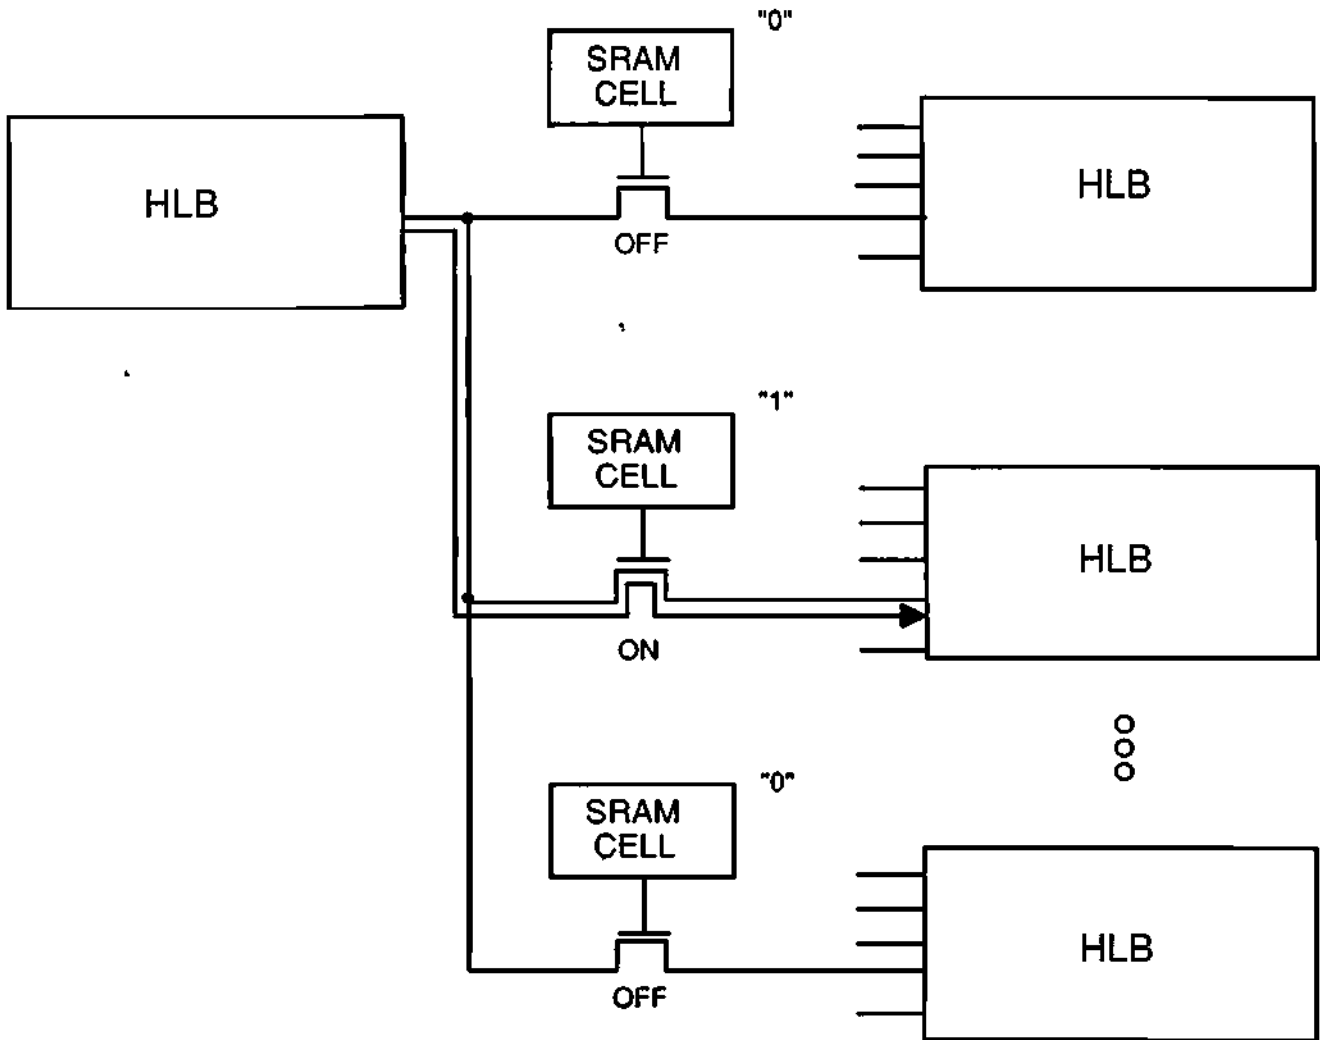 "0"
SRAM
CELL
HLB
HLB
OFF
"1"
SRAM
CELL
HLB
ON
"0"
SRAM
CELL
HLB
OFF